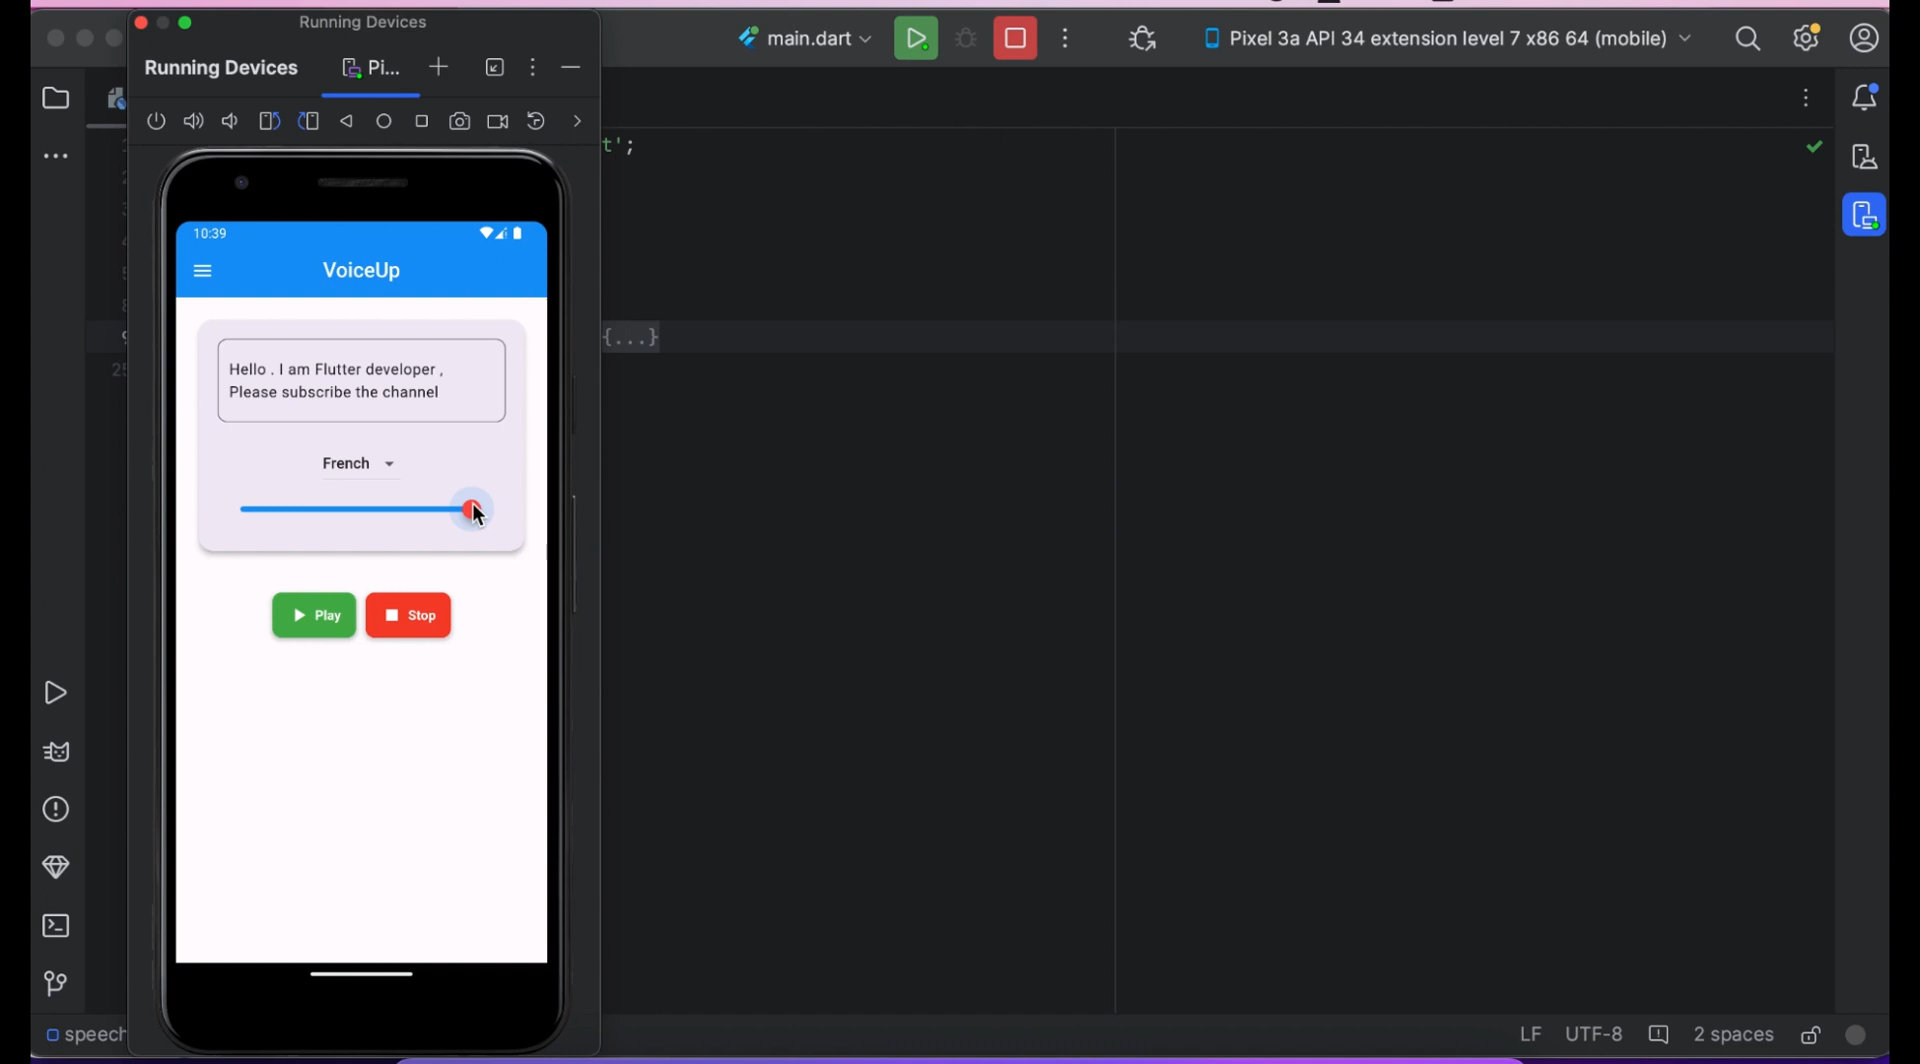 Running Devices
main.dart
Pixel 3a API 34 extension level 7 x86 64 (mobile)
Running Devices
Pi...
t';
10:39
VoiceUp
{...}
Hello . I am Flutter developer ,
Please subscribe the channel
French
Play
Stop
speech
LF
UTF-8
2 spaces